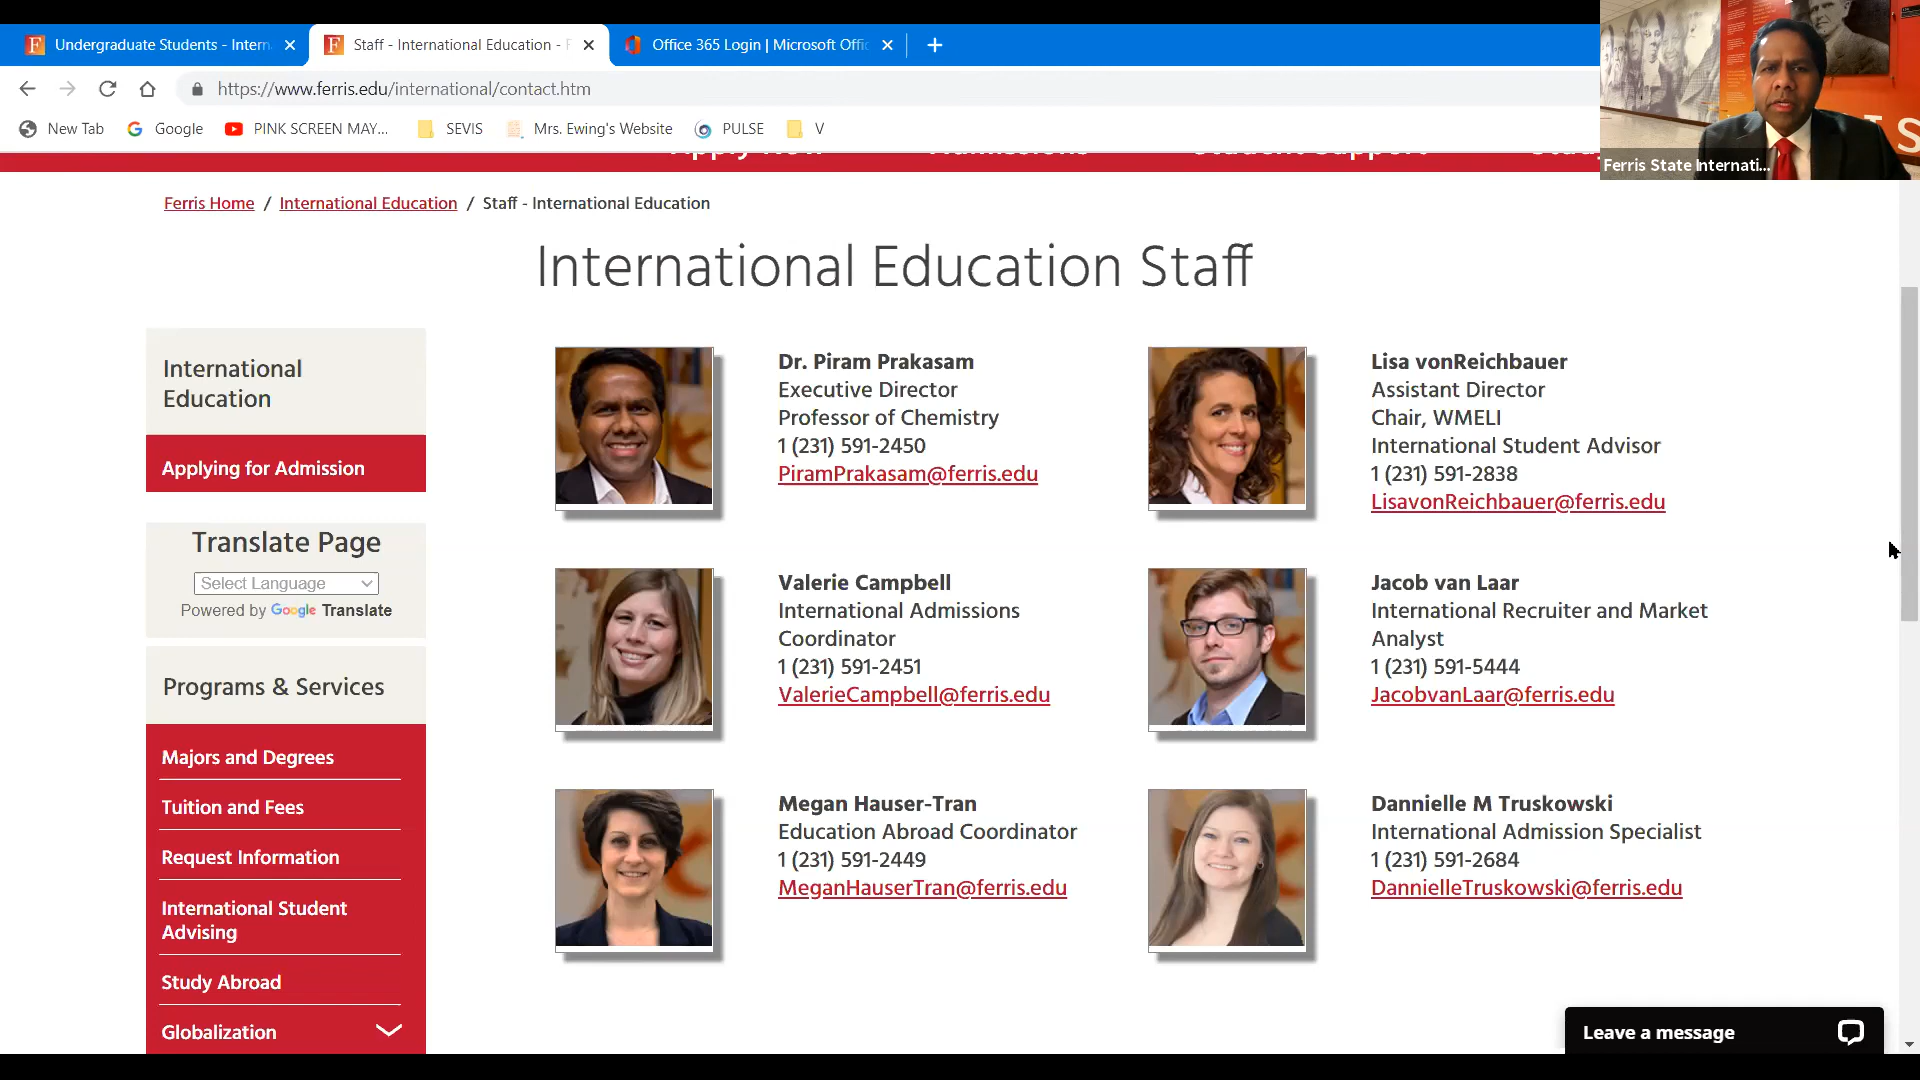 Undergraduate Students - Intern
Staff - International Education - F
Office 365 Login | Microsoft Offic
https://www.ferris.edu/international/contact.htm
New Tab
Google
PINK SCREEN MAY...
SEVIS
Mrs. Ewing's Website
PULSE
V
Ferris State Internati...
Apply Now
Admissions
Student Support
Ferris Home / International Education / Staff - International Education
International Education Staff
International
Education
Applying for Admission
Translate Page
Select Language
Powered by Google Translate
Programs & Services
Majors and Degrees
Tuition and Fees
Request Information
International Student
Advising
Study Abroad
Globalization
Dr. Piram Prakasam
Executive Director
Professor of Chemistry
1 (231) 591-2450
PiramPrakasam@ferris.edu
Lisa vonReichbauer
Assistant Director
Chair, WMELI
International Student Advisor
1 (231) 591-2838
LisavonReichbauer@ferris.edu
Valerie Campbell
International Admissions
Coordinator
1 (231) 591-2451
ValerieCampbell@ferris.edu
Jacob van Laar
International Recruiter and Market
Analyst
1 (231) 591-5444
JacobvanLaar@ferris.edu
Megan Hauser-Tran
Education Abroad Coordinator
1 (231) 591-2449
MeganHauserTran@ferris.edu
Dannielle M Truskowski
International Admission Specialist
1 (231) 591-2684
DannielleTruskowski@ferris.edu
Leave a message